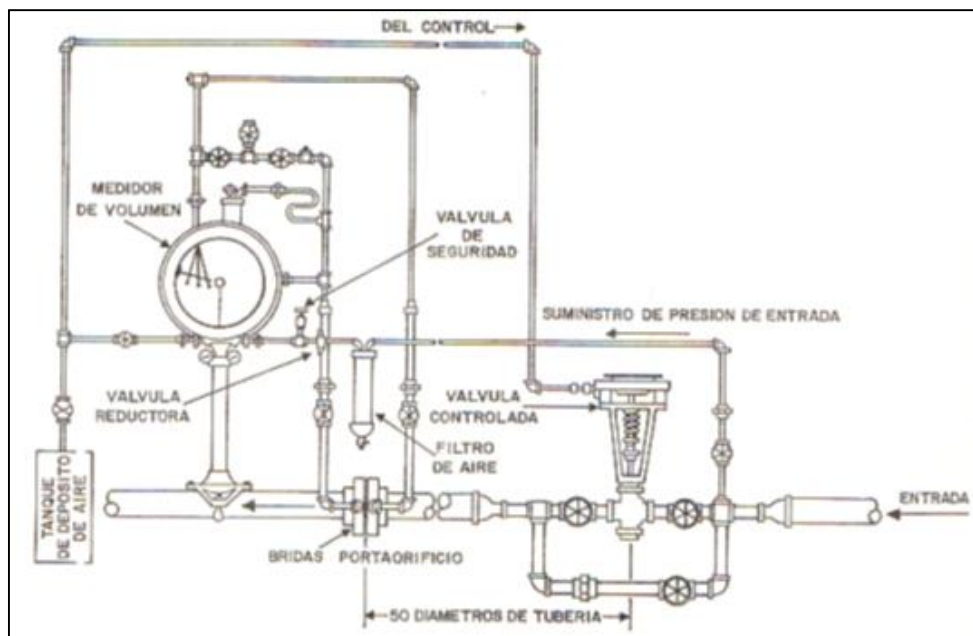 DEL CONTROL
MEDIDOR
DE VOLUMEN
VALVULA
DE
SEGURIDAD
SUMINISTRO DE PRESION DE ENTRADA
VALVULA
REDUCTORA
VALVULA
CONTROLADA
FILTRO
DE AIRE
TANQUE
DE DEPOSITO
DE AIRE
ENTRADA
BRIDAS PORTAORIFICIO
50 DIAMETROS DE TUBERIA